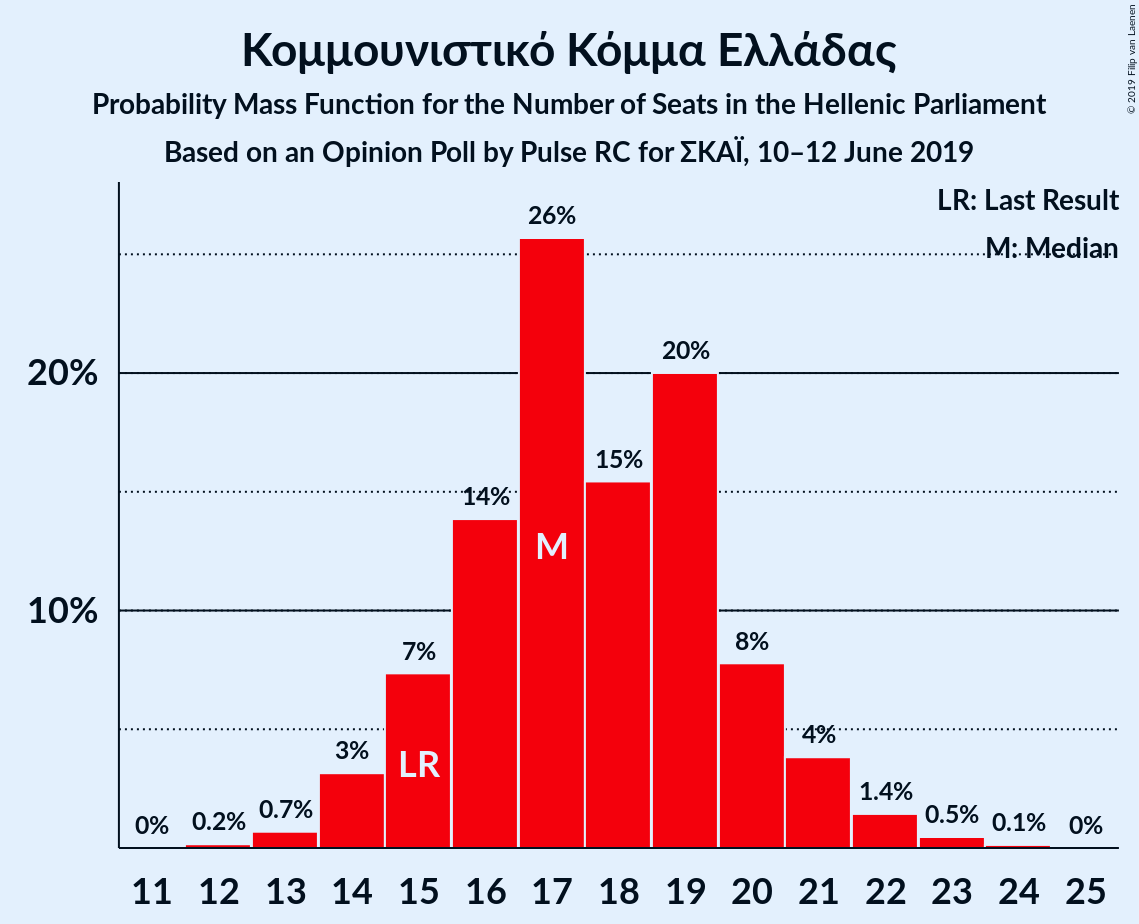 Κομμουνιστικό Κόμμα Ελλάδας
Probability Mass Function for the Number of Seats in the Hellenic Parliament
Based on an Opinion Poll by Pulse RC for ΣΚΑΪ, 10–12 June 2019
© 2019 Filip van Laenen
LR: Last Result
M: Median
20%
10%
0%
0.2%
0.7%
3%
7%
14%
26%
15%
20%
8%
4%
1.4%
0.5%
0.1%
0%
LR
M
11 12 13 14 15 16 17 18 19 20 21 22 23 24 25